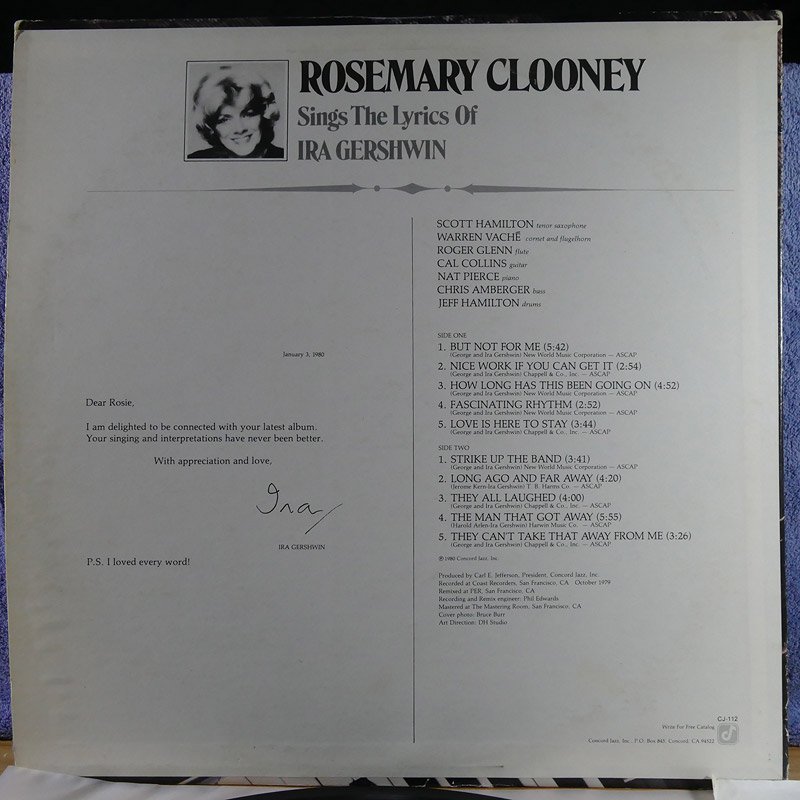 ROSEMARY CLOONEY
Sings The Lyrics Of
IRA GERSHWIN
January 3, 1980
Dear Rosie,
I am delighted to be connected with your latest album.
Your singing and interpretations have never been better.
With appreciation and love,
Ira
IRA GERSHWIN
P.S. I loved every word!
SCOTT HAMILTON tenor saxophone
WARREN VACHÉ cornet and flugelhorn
ROGER GLENN flute
CAL COLLINS guitar
NAT PIERCE piano
CHRIS AMBERGER bass
JEFF HAMILTON drums
SIDE ONE
1. BUT NOT FOR ME (5:42)
(George and Ira Gershwin) New World Music Corporation — ASCAP
2. NICE WORK IF YOU CAN GET IT (2:54)
(George and Ira Gershwin) Chappell & Co., Inc. — ASCAP
3. HOW LONG HAS THIS BEEN GOING ON (4:52)
(George and Ira Gershwin) New World Music Corporation — ASCAP
4. FASCINATING RHYTHM (2:52)
(George and Ira Gershwin) New World Music Corporation — ASCAP
5. LOVE IS HERE TO STAY (3:44)
(George and Ira Gershwin) Chappell & Co., Inc. — ASCAP
SIDE TWO
1. STRIKE UP THE BAND (3:41)
(George and Ira Gershwin) New World Music Corporation — ASCAP
2. LONG AGO AND FAR AWAY (4:20)
(Jerome Kern-Ira Gershwin) T. B. Harms Co. — ASCAP
3. THEY ALL LAUGHED (4:00)
(George and Ira Gershwin) Chappell & Co., Inc. — ASCAP
4. THE MAN THAT GOT AWAY (5:55)
(Harold Arlen-Ira Gershwin) Harwin Music Co. — ASCAP
5. THEY CAN'T TAKE THAT AWAY FROM ME (3:26)
(George and Ira Gershwin) Chappell & Co., Inc. — ASCAP
℗ 1980 Concord Jazz, Inc.
Produced by Carl E. Jefferson, President, Concord Jazz, Inc.
Recorded at Coast Recorders, San Francisco, CA October 1979
Remixed at PER, San Francisco, CA
Recording and Remix engineer: Phil Edwards
Mastered at The Mastering Room, San Francisco, CA
Cover photo: Bruce Burr
Art Direction: DH Studio
CJ-112
Write For Free Catalog
Concord Jazz, Inc. P.O. Box 845, Concord, CA 94522